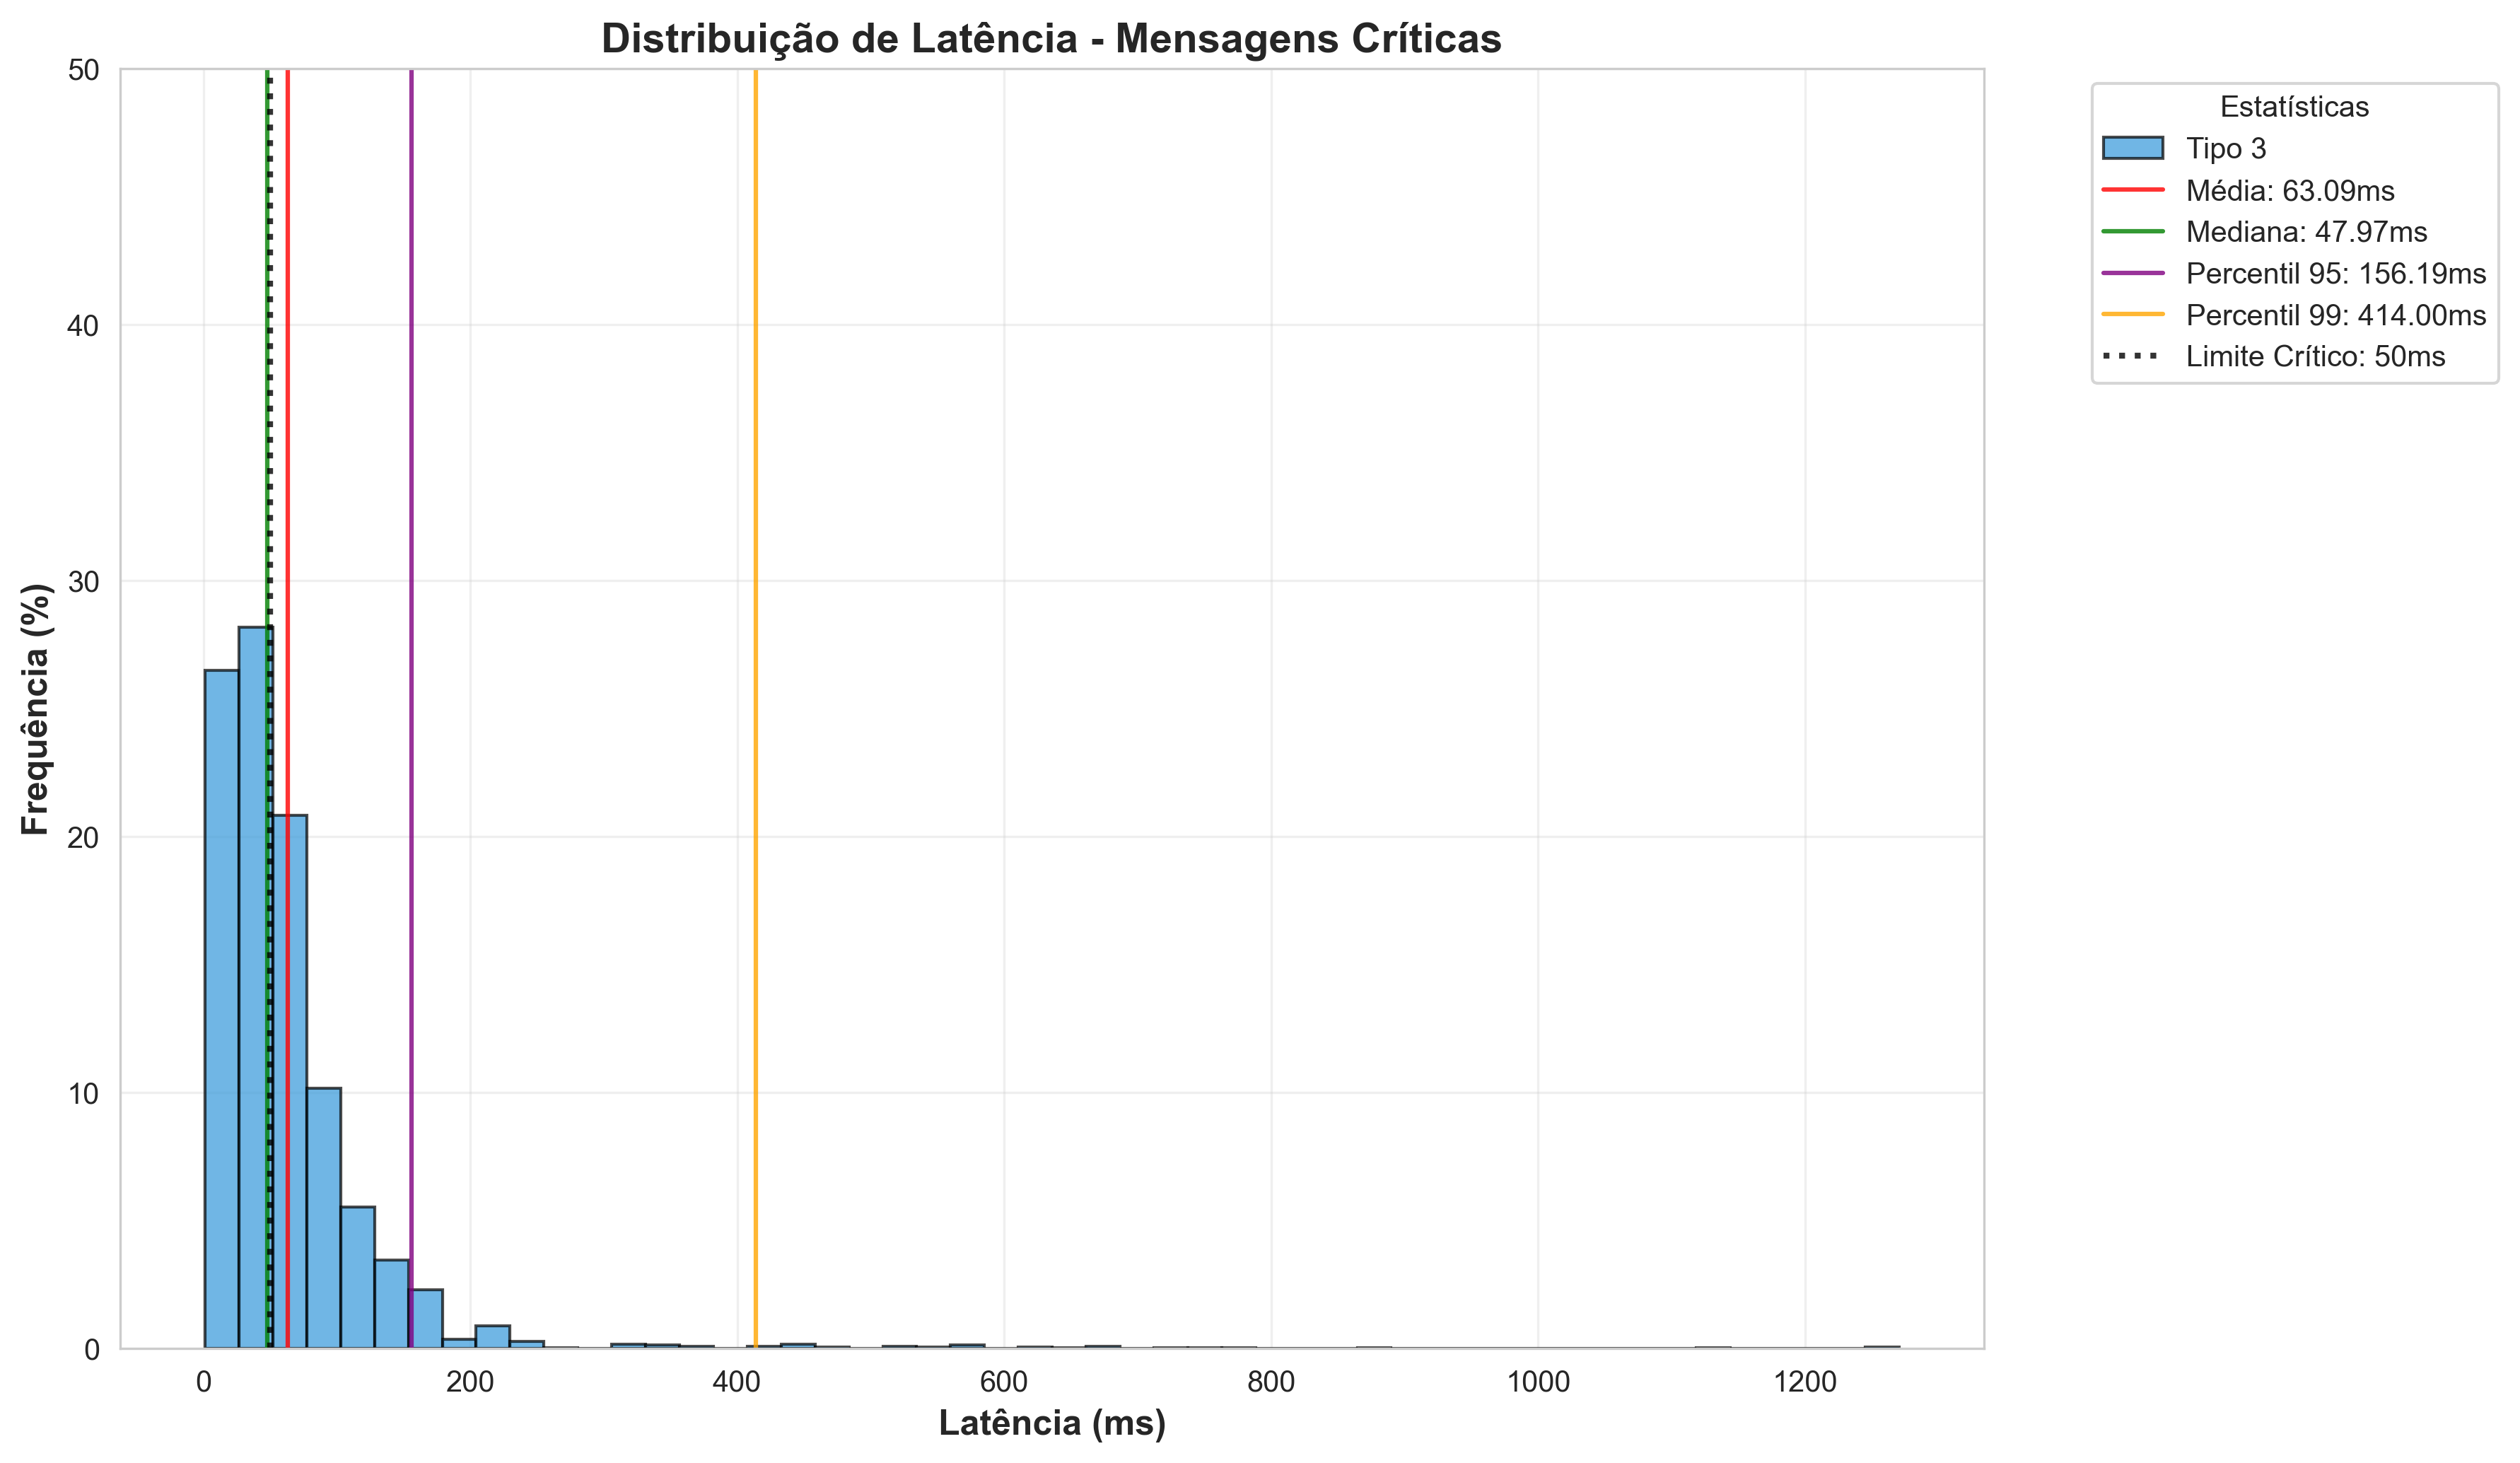 Distribuição de Latência - Mensagens Críticas
Estatísticas
Tipo 3
Média: 63.09ms
Mediana: 47.97ms
Percentil 95: 156.19ms
Percentil 99: 414.00ms
Limite Crítico: 50ms
Frequência (%)
50
40
30
20
10
0
0 200 400 600 800 1000 1200
Latência (ms)